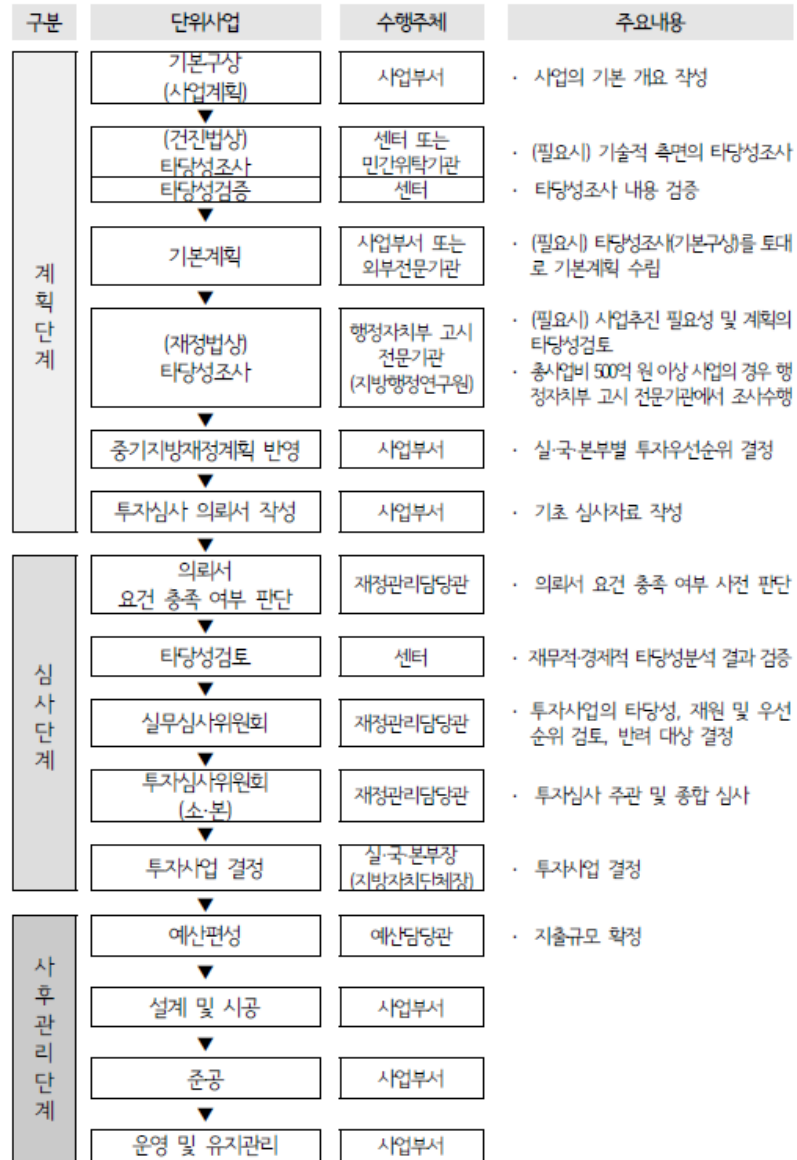 구분 단위사업 수행주체 주요내용
계획단계
기본구상
(사업계획)
사업부서
· 사업의 기본 개요 작성
▼
(건진법상)
타당성조사
센터 또는
민간위탁기관
· (필요시) 기술적 측면의 타당성조사
타당성검증
센터
· 타당성조사 내용 검증
▼
기본계획
사업부서 또는
외부전문기관
· (필요시) 타당성조사(기본구상)를 토대
로 기본계획 수립
▼
(재정법상)
타당성조사
행정자치부 고시
전문기관
(지방행정연구원)
· (필요시) 사업추진 필요성 및 계획의
타당성검토
· 총사업비 500억 원 이상 사업의 경우 행
정자치부 고시 전문기관에서 조사수행
▼
중기지방재정계획 반영
사업부서
· 실·국·본부별 투자우선순위 결정
▼
투자심사 의뢰서 작성
사업부서
· 기초 심사자료 작성
▼
심사단계
의뢰서
요건 충족 여부 판단
재정관리담당관
· 의뢰서 요건 충족 여부 사전 판단
▼
타당성검토
센터
· 재무적·경제적 타당성분석 결과 검증
▼
실무심사위원회
재정관리담당관
· 투자사업의 타당성, 재원 및 우선
순위 검토, 반려 대상 결정
▼
투자심사위원회
(소·본)
재정관리담당관
· 투자심사 주관 및 종합 심사
▼
투자사업 결정
실·국·본부장
(지방자치단체장)
· 투자사업 결정
▼
사후관리단계
예산편성
예산담당관
· 지출규모 확정
▼
설계 및 시공
사업부서
▼
준공
사업부서
▼
운영 및 유지관리
사업부서